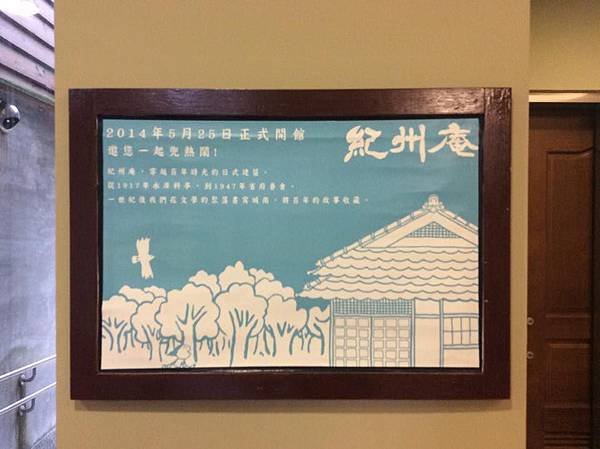 2014年5月25日正式開館
邀您一起兜熱鬧!
紀州庵
紀州庵,穿越百年時光的日式建築。
從1917年水岸料亭,到1947年省府舊舍,
一世紀後我們在文學的聚落書寫城南,將百年的故事收藏。